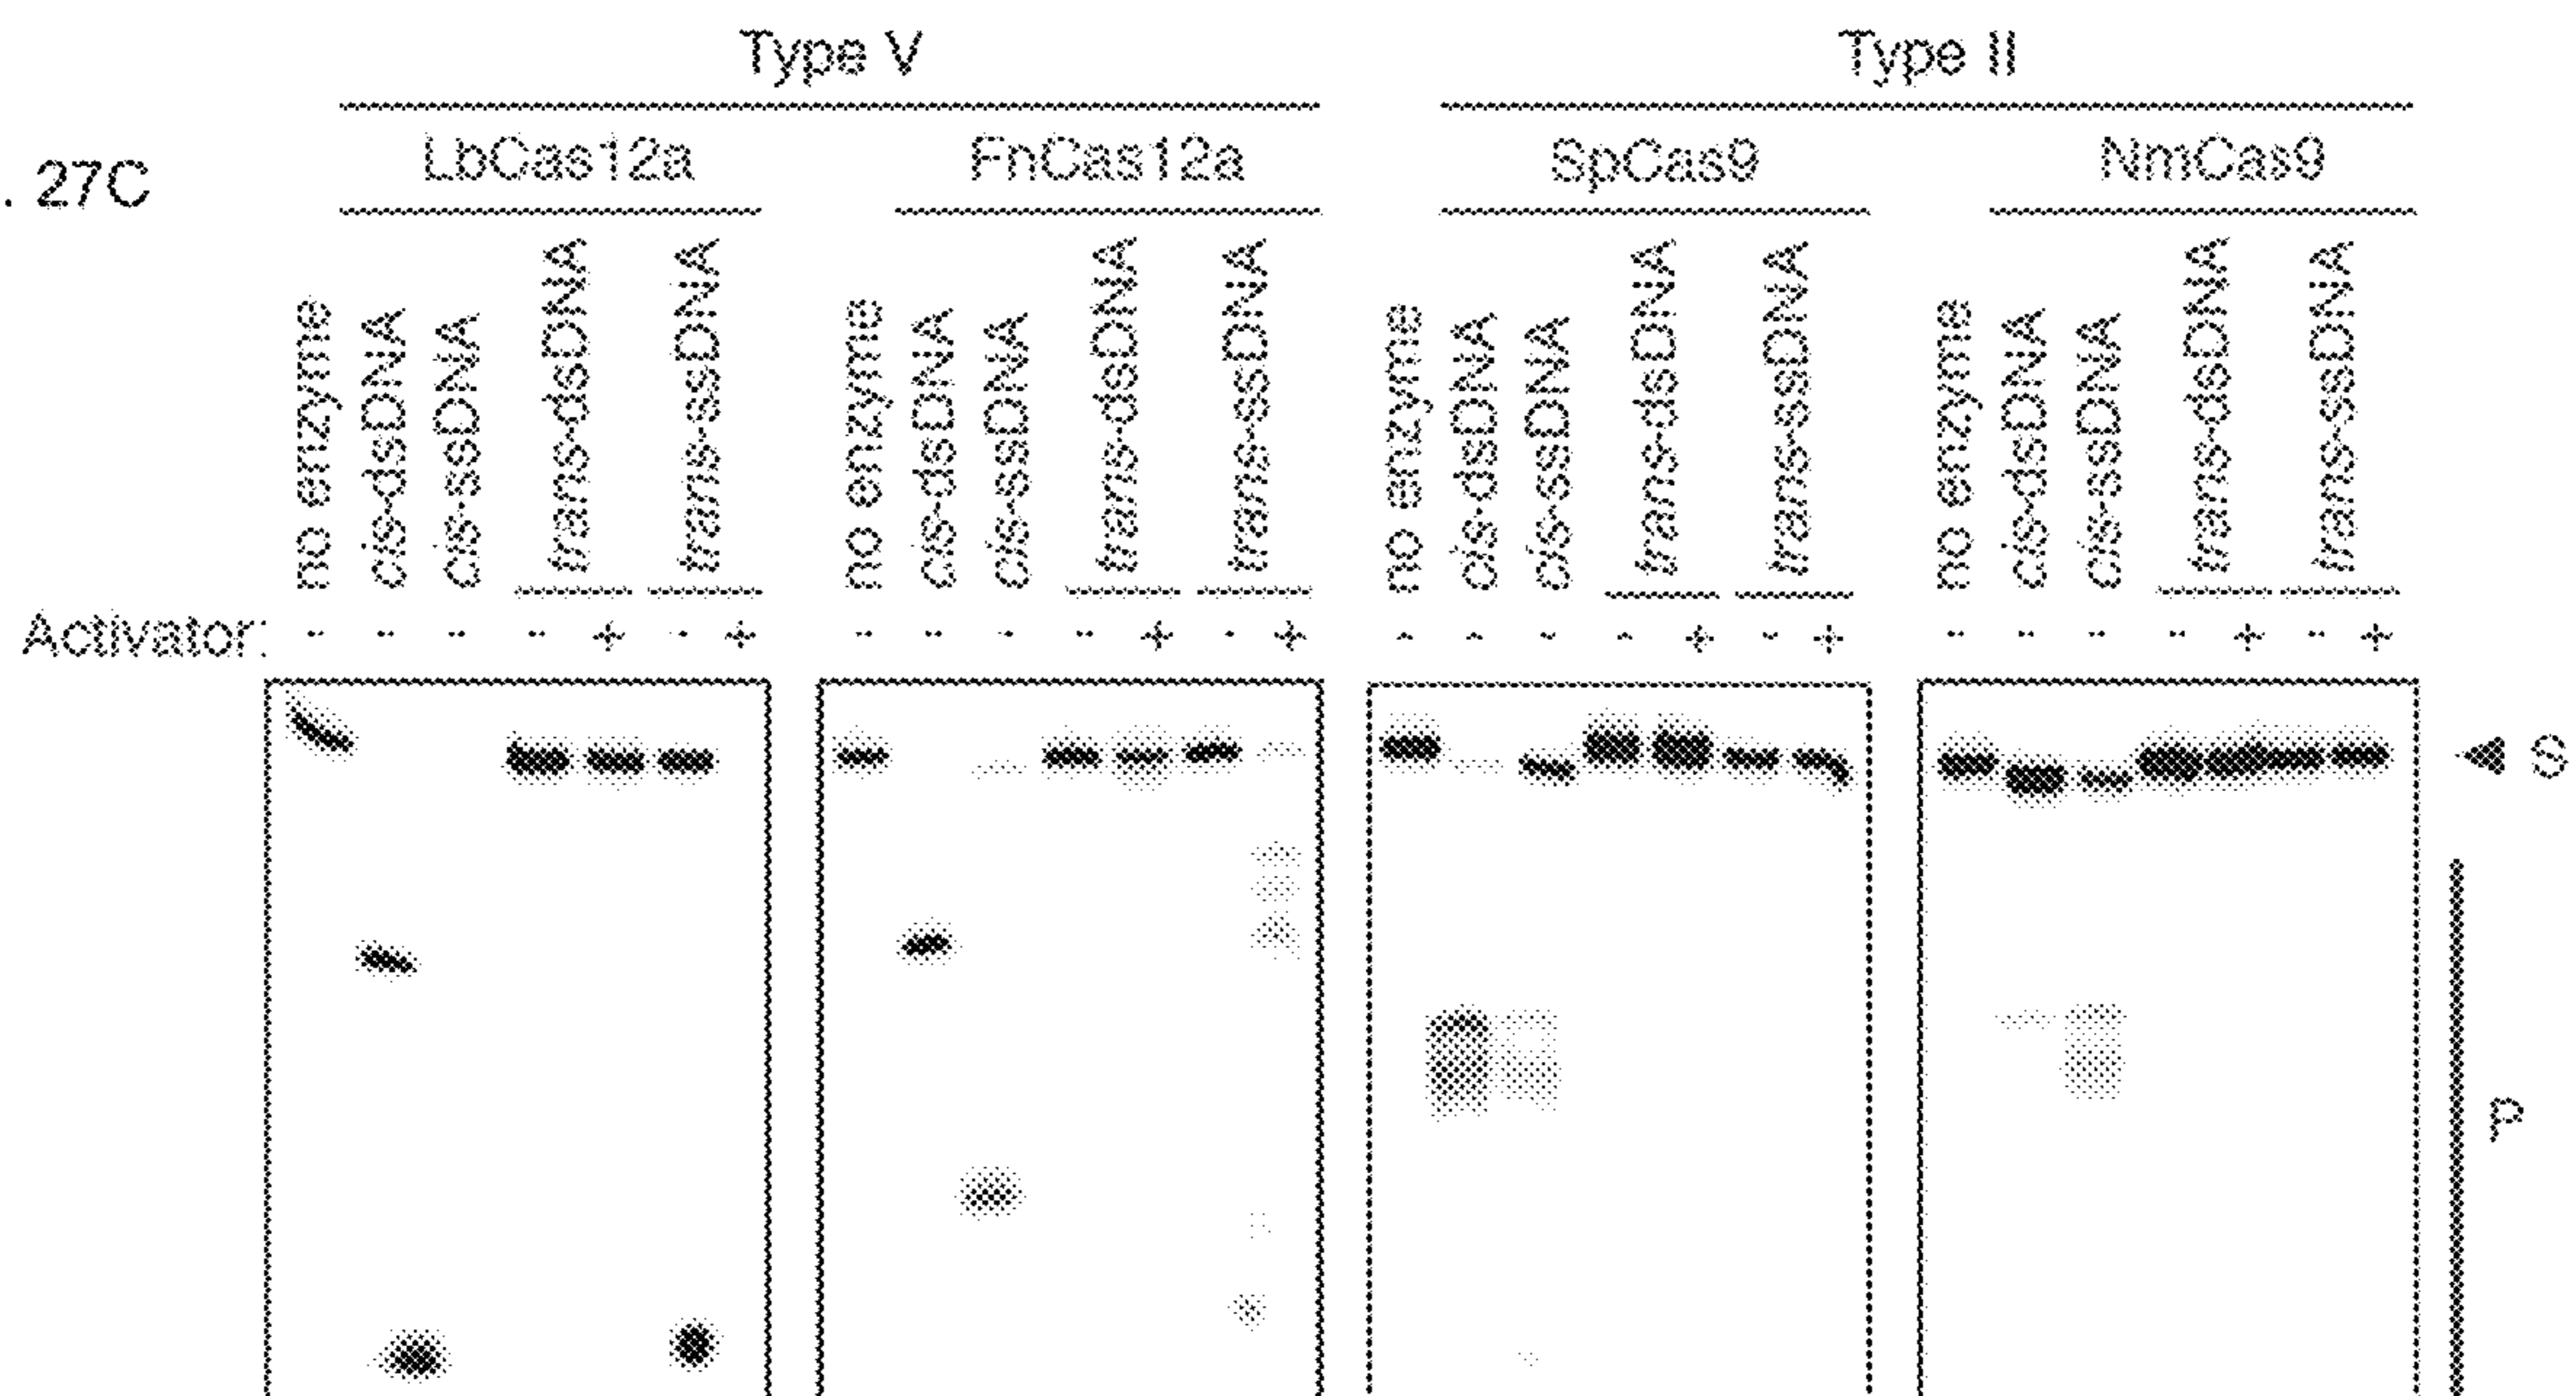 Type V Type II
. 27C LbCas12a FnCas12a SpCas9 NmCas9
no enzyme cis-dsDNA cis-ssDNA trans-dsDNA trans-ssDNA no enzyme cis-dsDNA cis-ssDNA trans-dsDNA trans-ssDNA no enzyme cis-dsDNA cis-ssDNA trans-dsDNA trans-ssDNA no enzyme cis-dsDNA cis-ssDNA trans-dsDNA trans-ssDNA
Activator: - - - - + - + - - - - + - + - - - - + - + - - - - + - +
S
P